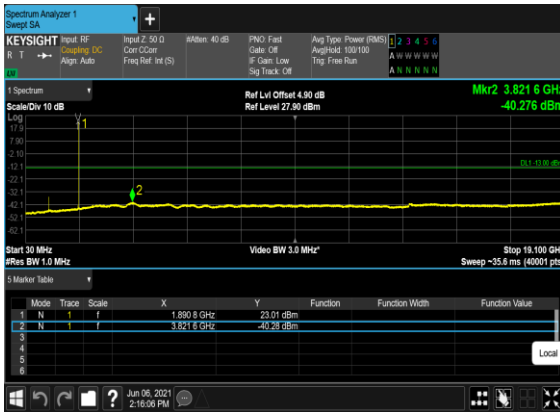 Spectrum Analyzer 1
Swept SA
+
KEYSIGHT Input: RF Input Z: 50 Ω #Atten: 40 dB PNO: Fast Avg Type: Power (RMS) 1 2 3 4 5 6
R T Coupling: DC Corr CCorr Gate: Off Avg|Hold: 100/100 A W W W W W
Align: Auto Freq Ref: Int (S) IF Gain: Low Trig: Free Run
Sig Track: Off A N N N N N
1 Spectrum
Ref Lvl Offset 4.90 dB Mkr2 3.821 6 GHz
Scale/Div 10 dB Ref Level 27.90 dBm -40.276 dBm
Log
17.9
1
7.90
-2.10
-12.1
DL1 -13.00 dBm
-22.1
-32.1
2
-42.1
-52.1
-62.1
Start 30 MHz Video BW 3.0 MHz* Stop 19.100 GHz
#Res BW 1.0 MHz Sweep ~35.6 ms (40001 pts)
5 Marker Table
Mode Trace Scale X Y Function Function Width Function Value
1 N 1 f 1.890 8 GHz 23.01 dBm
2 N 1 f 3.821 6 GHz -40.28 dBm
3
4
5
6
Local
? Jun 06, 2021
2:16:06 PM